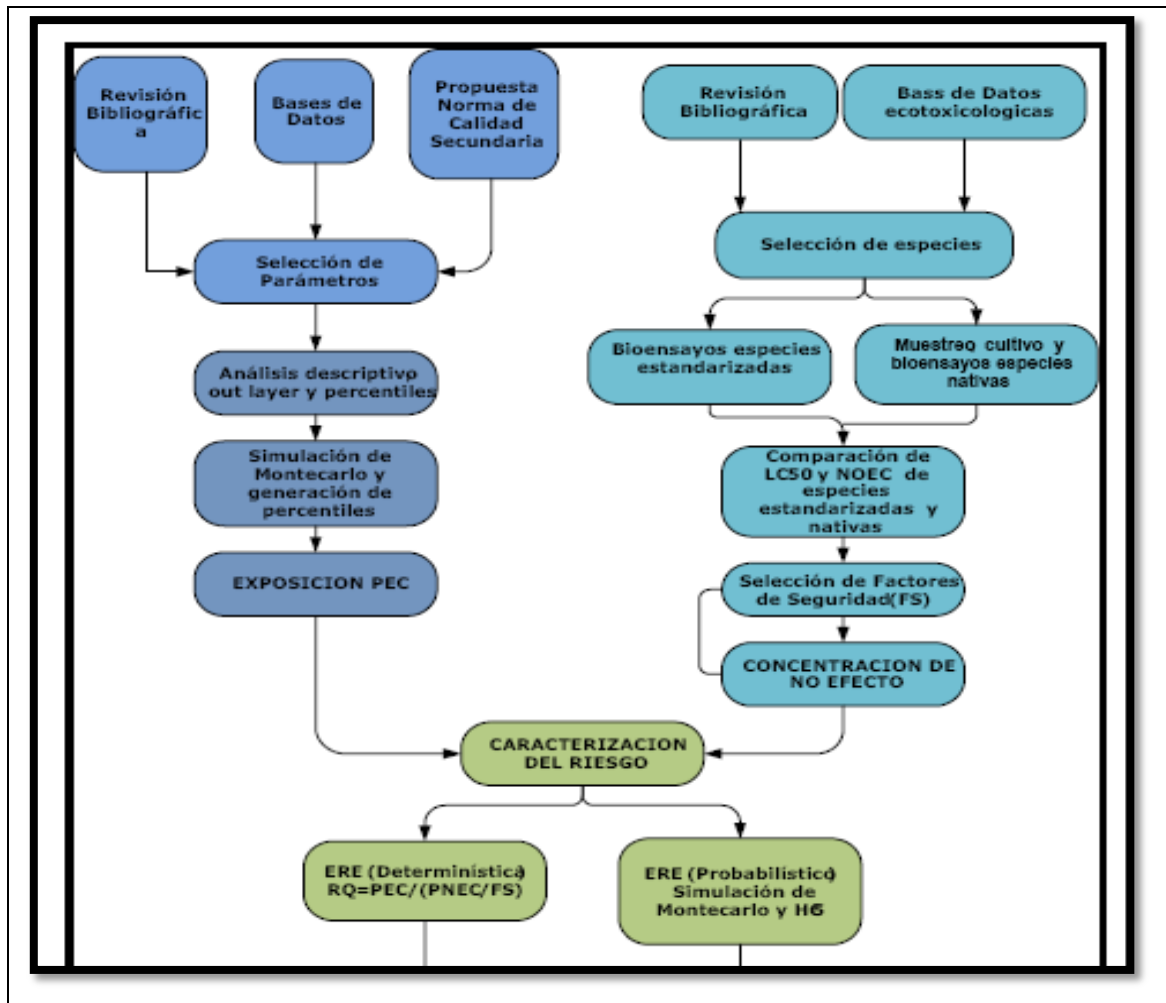 Revisión
Bibliográfic
a
Bases de
Datos
Propuesta
Norma de
Calidad
Secundaria
Revisión
Bibliográfica
Bass de Datos
ecotoxicologicas
Selección de
Parámetros
Selección de especies
Análisis descriptivo,
out layer y percentiles
Bioensayos especies
estandarizadas
Muestreo cultivo y
bioensayos especies
nativas
Simulación de
Montecarlo y
generación de
percentiles
Comparación de
LC50 y NOEC de
especies
estandarizadas y
nativas
EXPOSICION PEC
Selección de Factores
de Seguridad(FS)
CONCENTRACION DE
NO EFECTO
CARACTERIZACION
DEL RIESGO
ERE (Determinística)
RQ=PEC/(PNEC/FS)
ERE (Probabilístico)
Simulación de
Montecarlo y